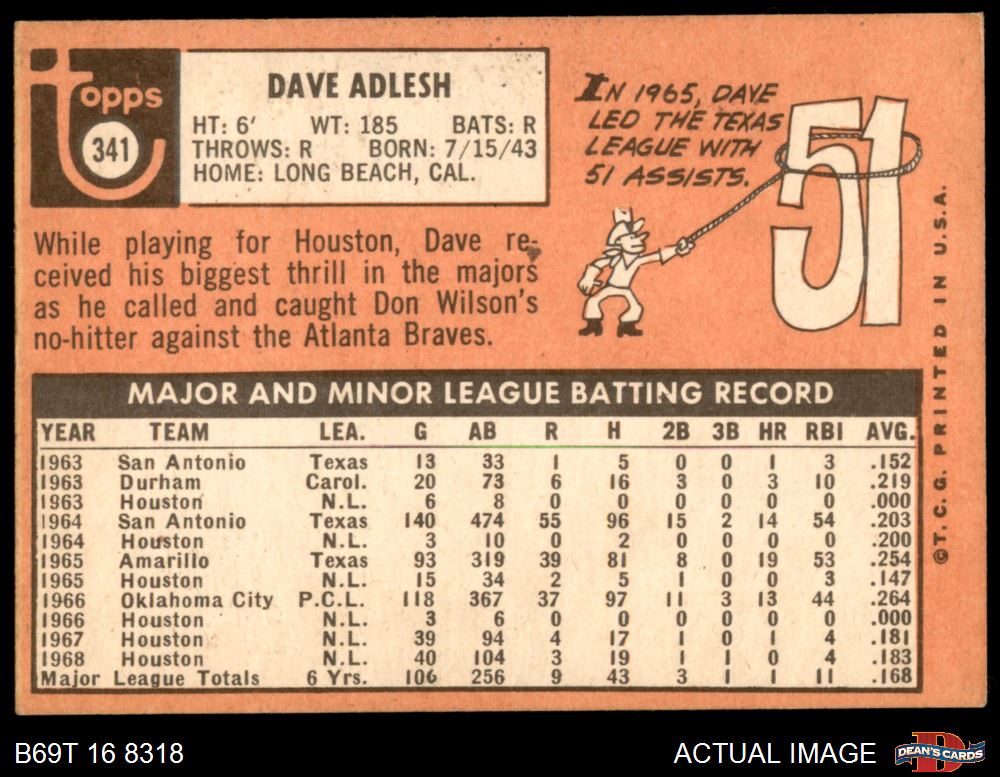 topps
341
DAVE ADLESH
HT: 6' WT: 185 BATS: R
THROWS: R BORN: 7/15/43
HOME: LONG BEACH, CAL.
IN 1965, DAVE
LED THE TEXAS
LEAGUE WITH
51 ASSISTS.
51
While playing for Houston, Dave re-
ceived his biggest thrill in the majors
as he called and caught Don Wilson's
no-hitter against the Atlanta Braves.
MAJOR AND MINOR LEAGUE BATTING RECORD
YEAR TEAM LEA. G AB R H 2B 3B HR RBI AVG.
1963 San Antonio Texas 13 33 1 5 0 0 1 3 .152
1963 Durham Carol. 20 73 6 16 3 0 3 10 .219
1963 Houston N.L. 6 8 0 0 0 0 0 0 .000
1964 San Antonio Texas 140 474 55 96 15 2 14 54 .203
1964 Houston N.L. 3 10 0 2 0 0 0 0 .200
1965 Amarillo Texas 93 319 39 81 8 0 19 53 .254
1965 Houston N.L. 15 34 2 5 1 0 0 3 .147
1966 Oklahoma City P.C.L. 118 367 37 97 11 3 13 44 .264
1966 Houston N.L. 3 6 0 0 0 0 0 0 .000
1967 Houston N.L. 39 94 4 17 1 0 1 4 .181
1968 Houston N.L. 40 104 3 19 1 1 0 4 .183
Major League Totals 6 Yrs. 106 256 9 43 3 1 1 11 .168
©T.C.G. PRINTED IN U.S.A.
B69T 16 8318
ACTUAL IMAGE
D
DEAN'S CARDS